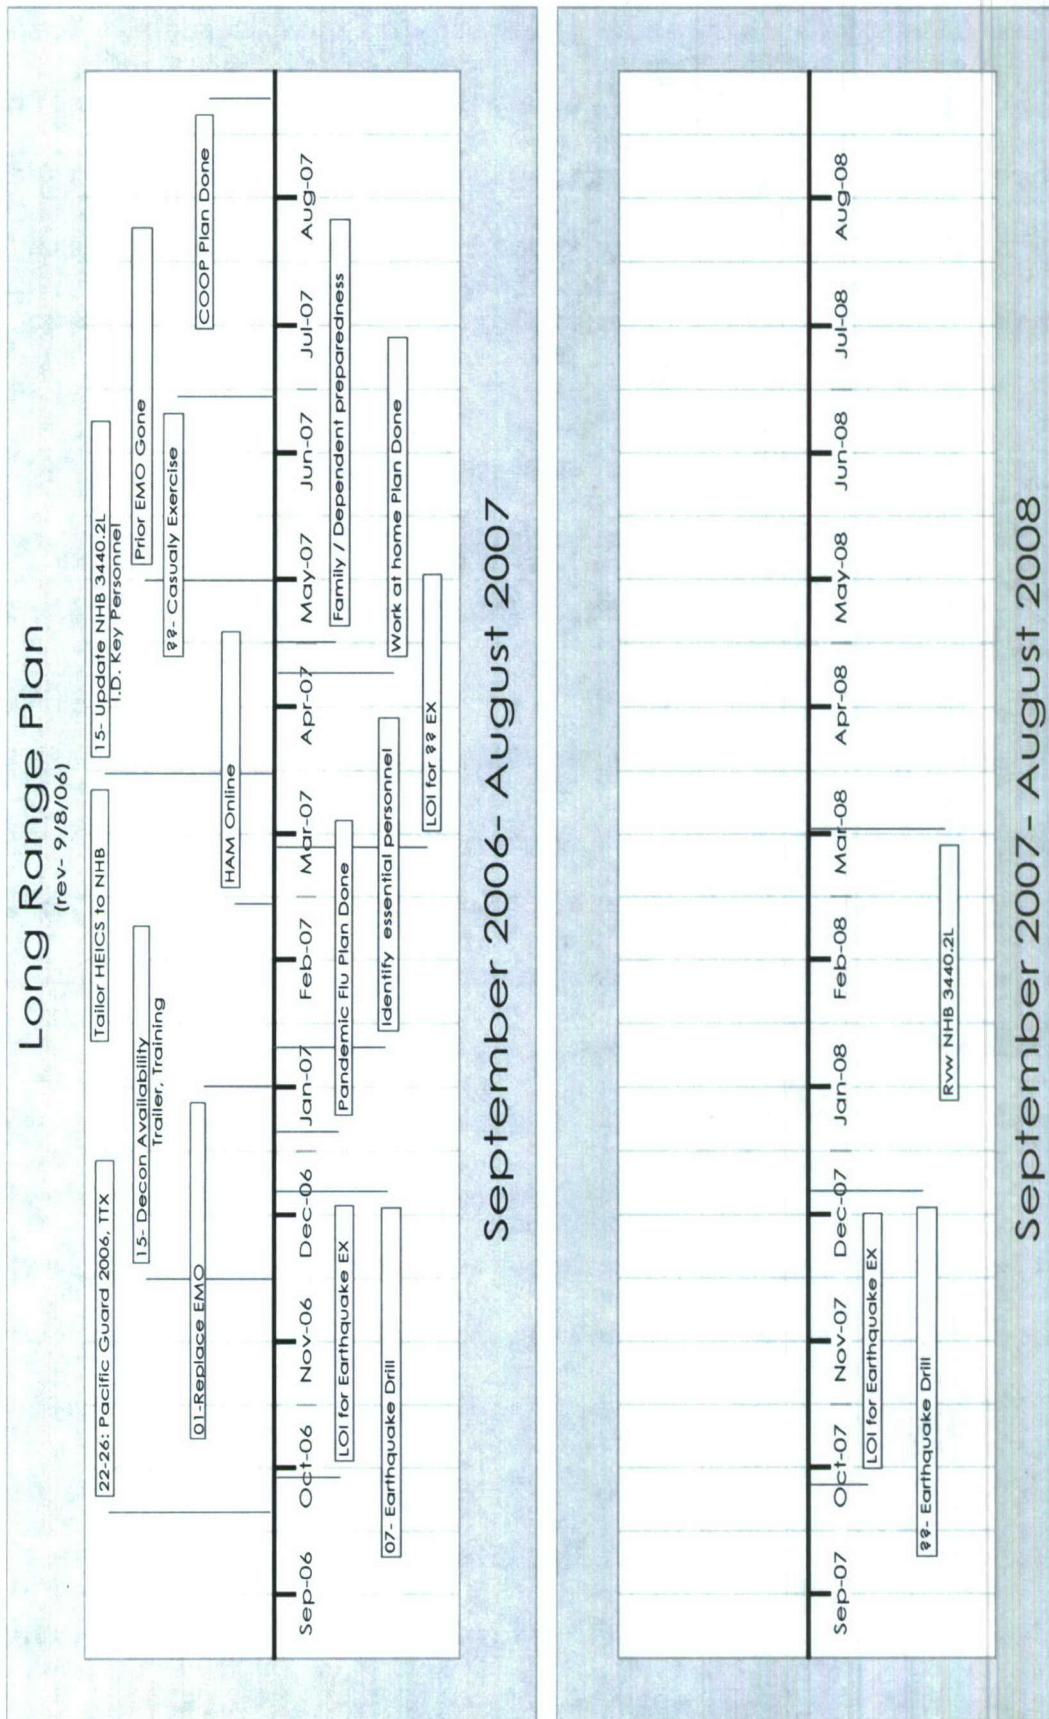 Long Range Plan
(rev- 9/8/06)
22-26: Pacific Guard 2006, TTX
Tailor HEICS to NHB
15- Update NHB 3440.2L
I.D. Key Personnel
15- Decon Availability
Trailer, Training
Prior EMO Gone
??- Casualy Exercise
01-Replace EMO
HAM Online
COOP Plan Done
Sep-06
Oct-06
Nov-06
Dec-06
Jan-07
Feb-07
Mar-07
Apr-07
May-07
Jun-07
Jul-07
Aug-07
LOI for Earthquake EX
Pandemic Flu Plan Done
Family / Dependent preparedness
07- Earthquake Drill
Identify essential personnel
Work at home Plan Done
LOI for ?? EX
September 2006- August 2007
Sep-07
Oct-07
Nov-07
Dec-07
Jan-08
Feb-08
Mar-08
Apr-08
May-08
Jun-08
Jul-08
Aug-08
LOI for Earthquake EX
??- Earthquake Drill
Rvw NHB 3440.2L
September 2007- August 2008